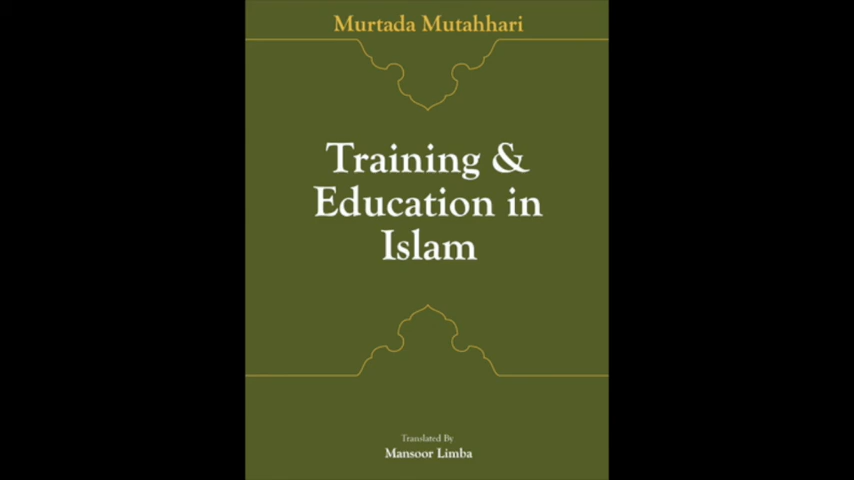 Murtada Mutahhari
Training &
Education in
Islam
Translated By
Mansoor Limba